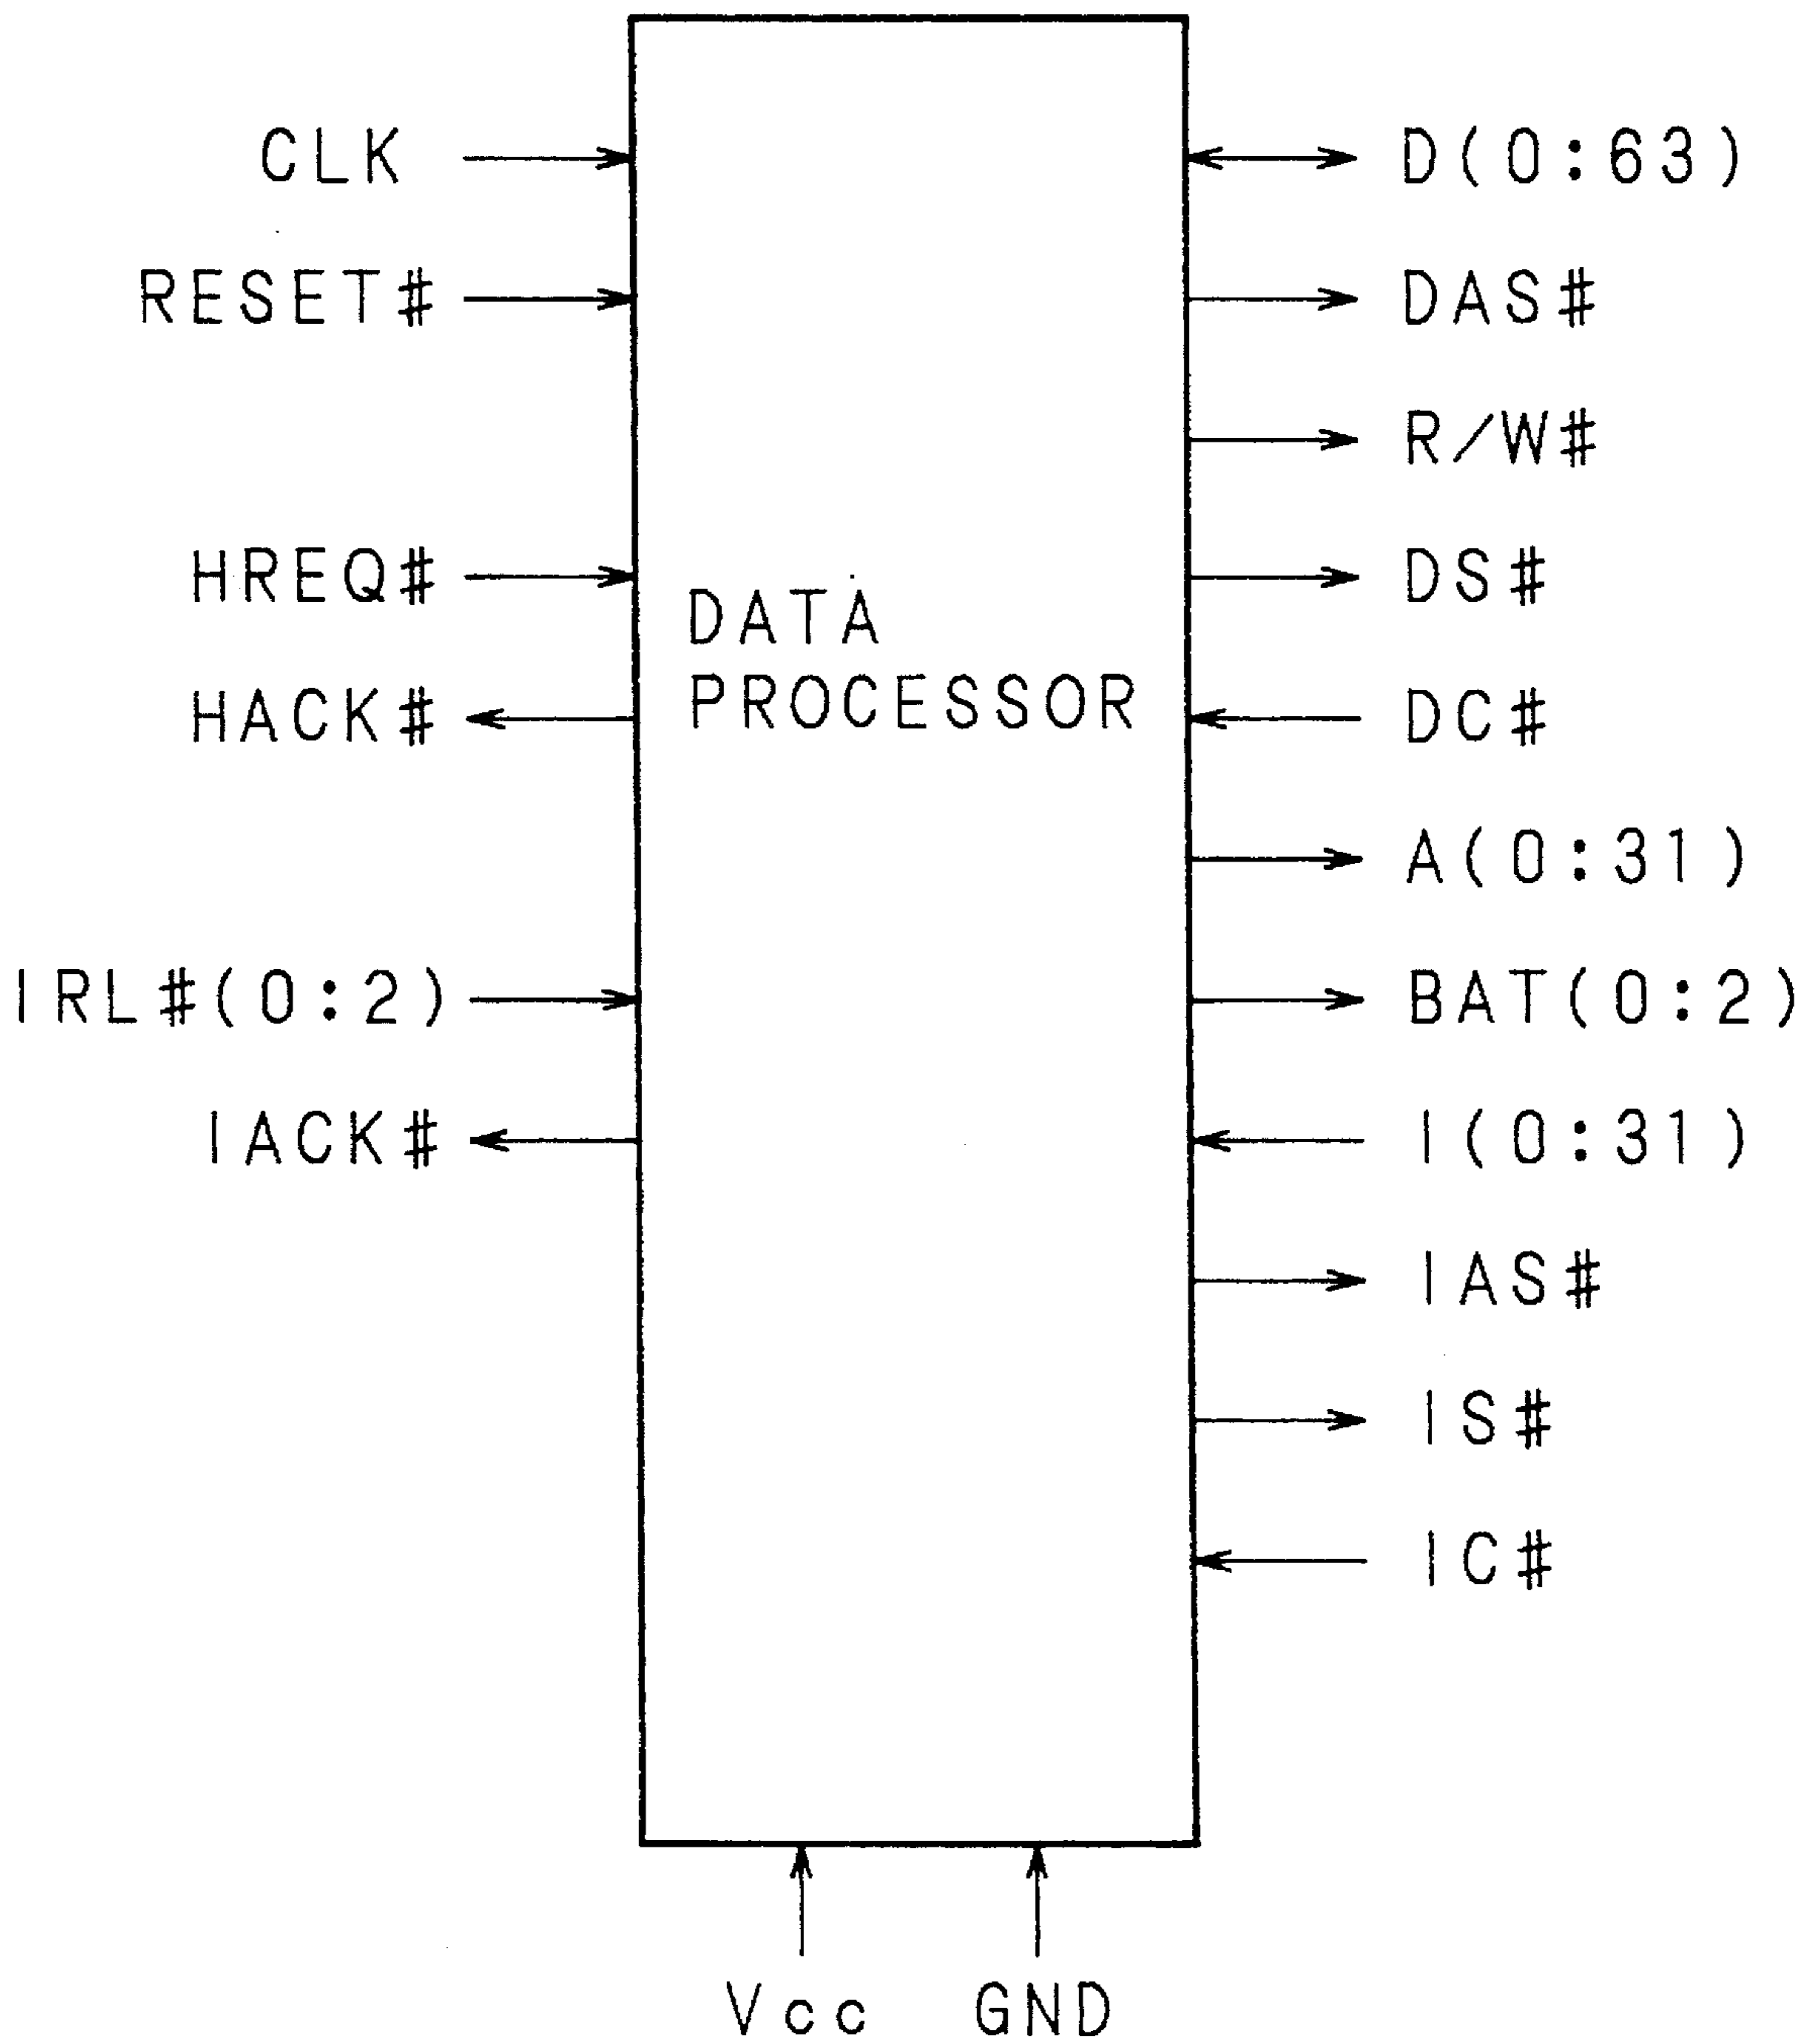 CLK
RESET#
HREQ#
HACK#
IRL#(0:2)
IACK#
DATA
PROCESSOR
D(0:63)
DAS#
R/W#
DS#
DC#
A(0:31)
BAT(0:2)
I(0:31)
IAS#
IS#
IC#
Vcc
GND